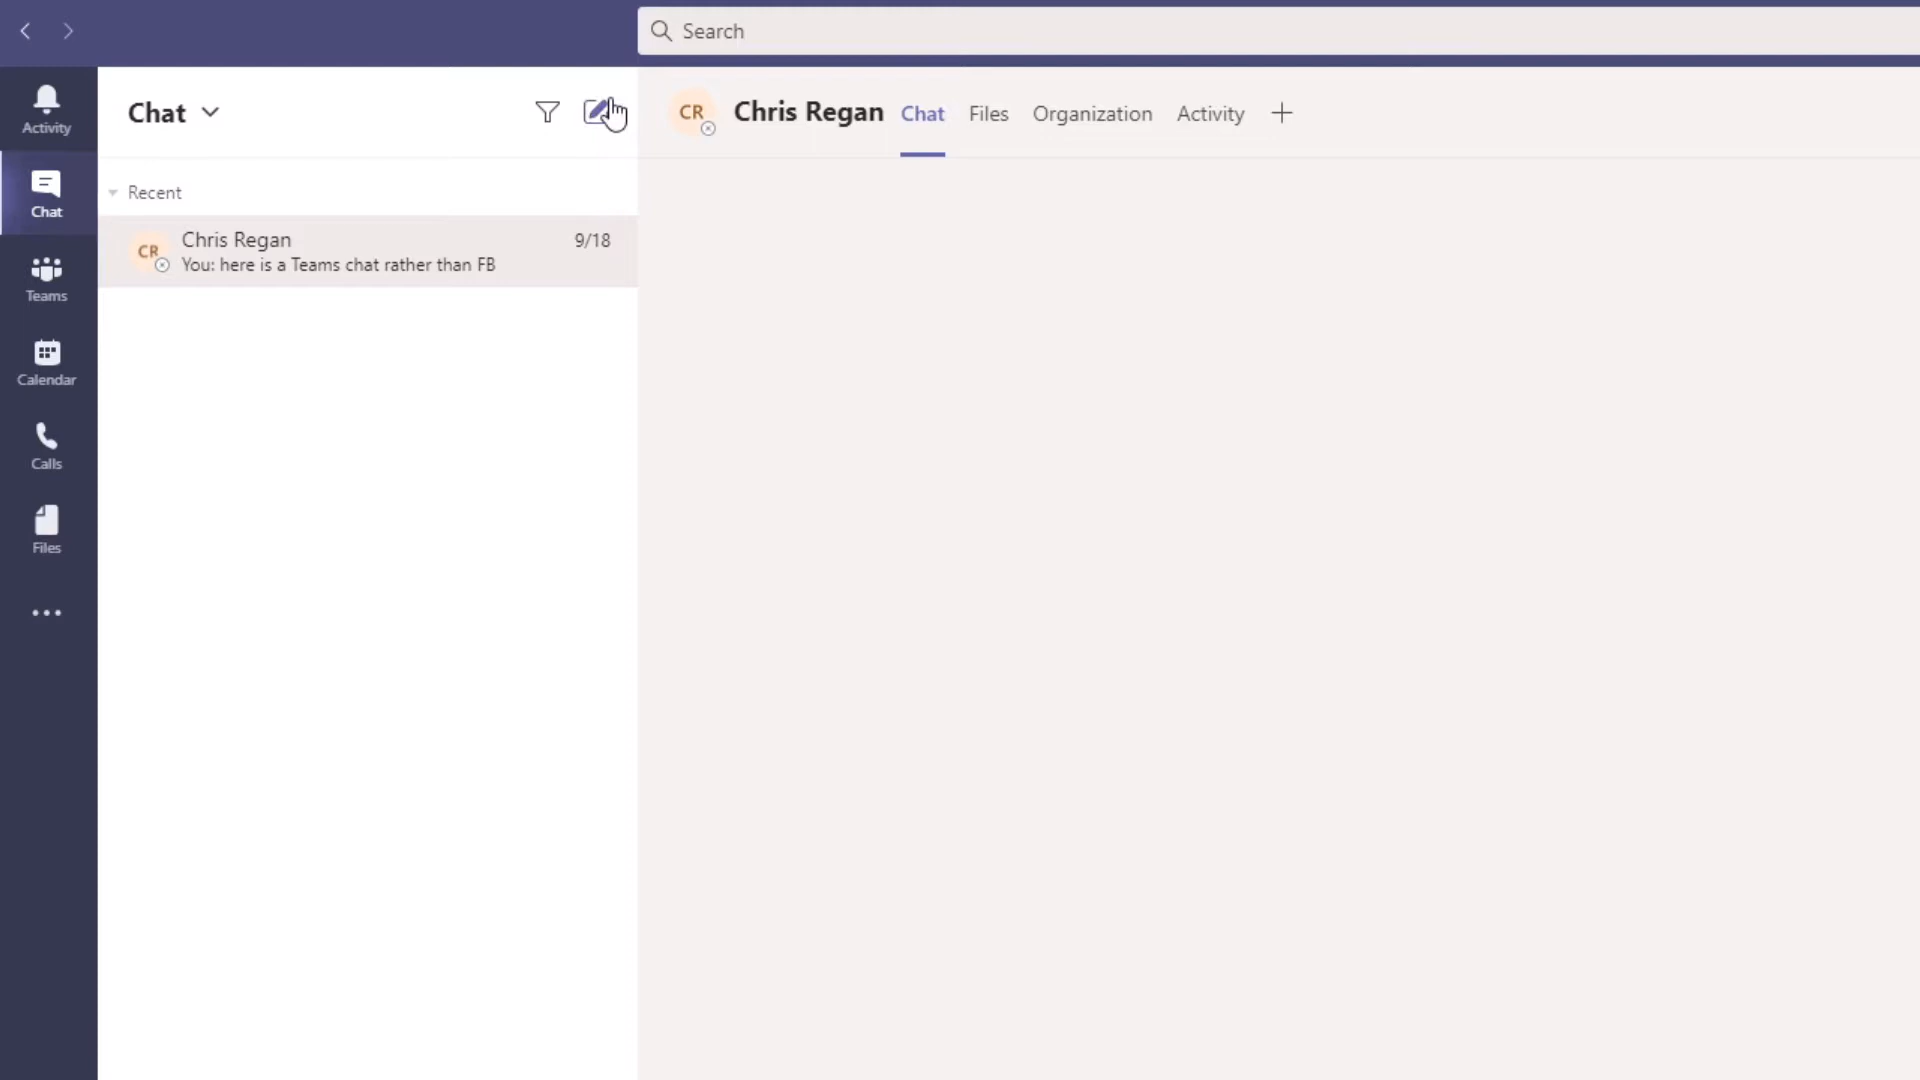 Search
Activity
Chat
Teams
Calendar
Calls
Files
Chat
Recent
CR
Chris Regan
9/18
You: here is a Teams chat rather than FB
CR
Chris Regan
Chat
Files
Organization
Activity